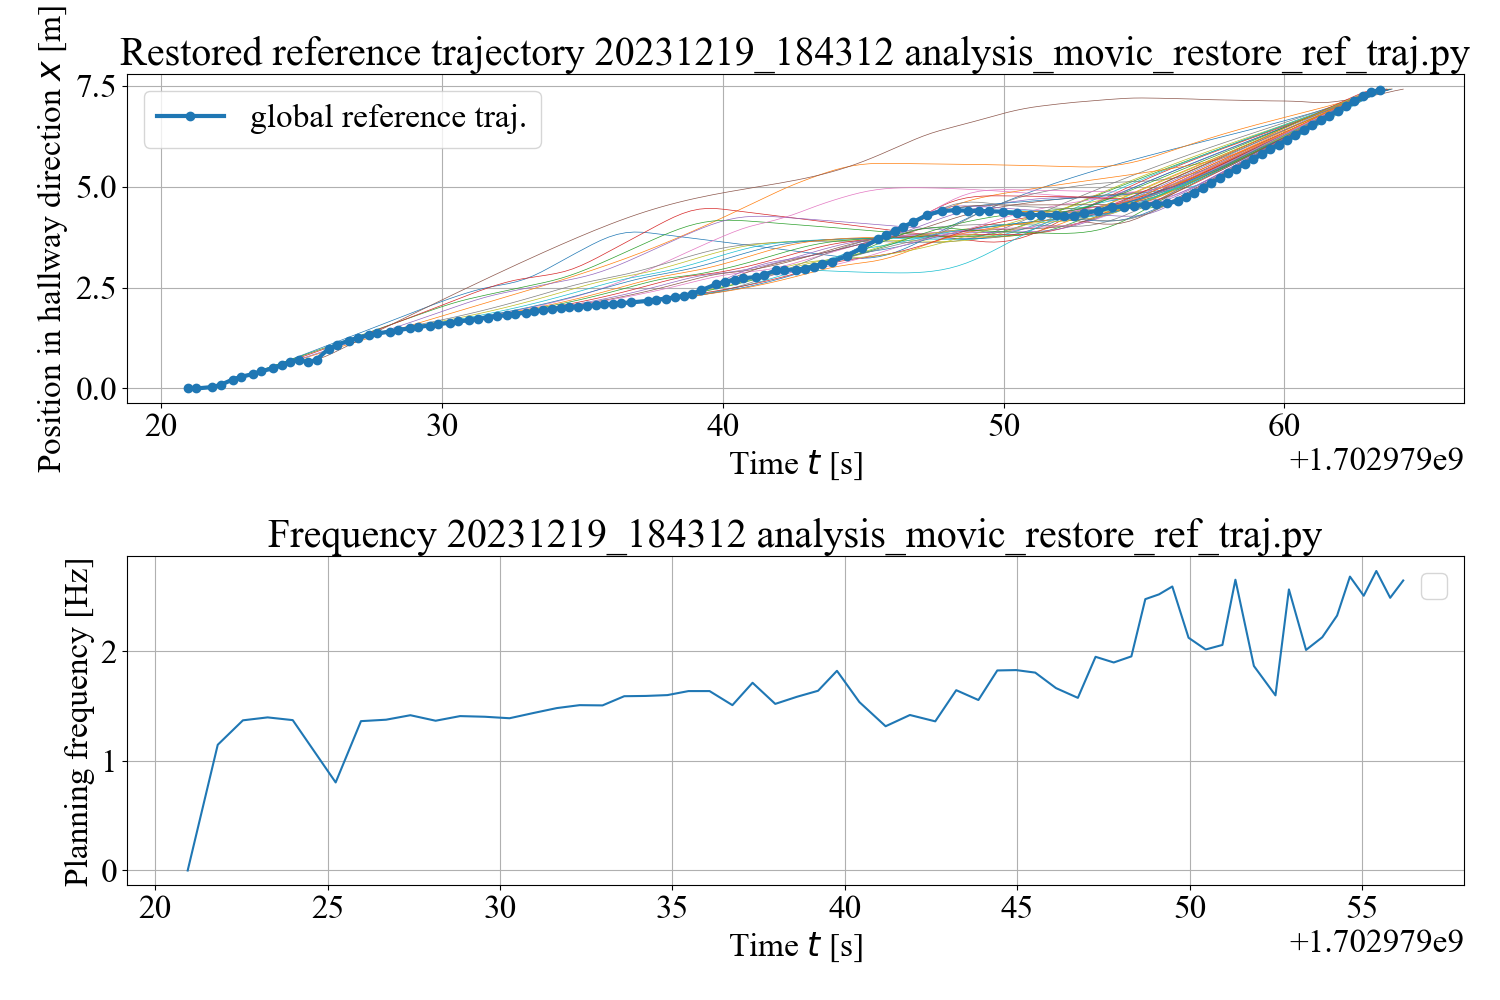 Restored reference trajectory 20231219_184312 analysis_movic_restore_ref_traj.py
Position in hallway direction x [m]
7.5
5.0
2.5
0.0
global reference traj.
20 30 40 50 60
Time t [s]
+1.702979e9
Frequency 20231219_184312 analysis_movic_restore_ref_traj.py
Planning frequency [Hz]
2
1
0
20 25 30 35 40 45 50 55
Time t [s]
+1.702979e9